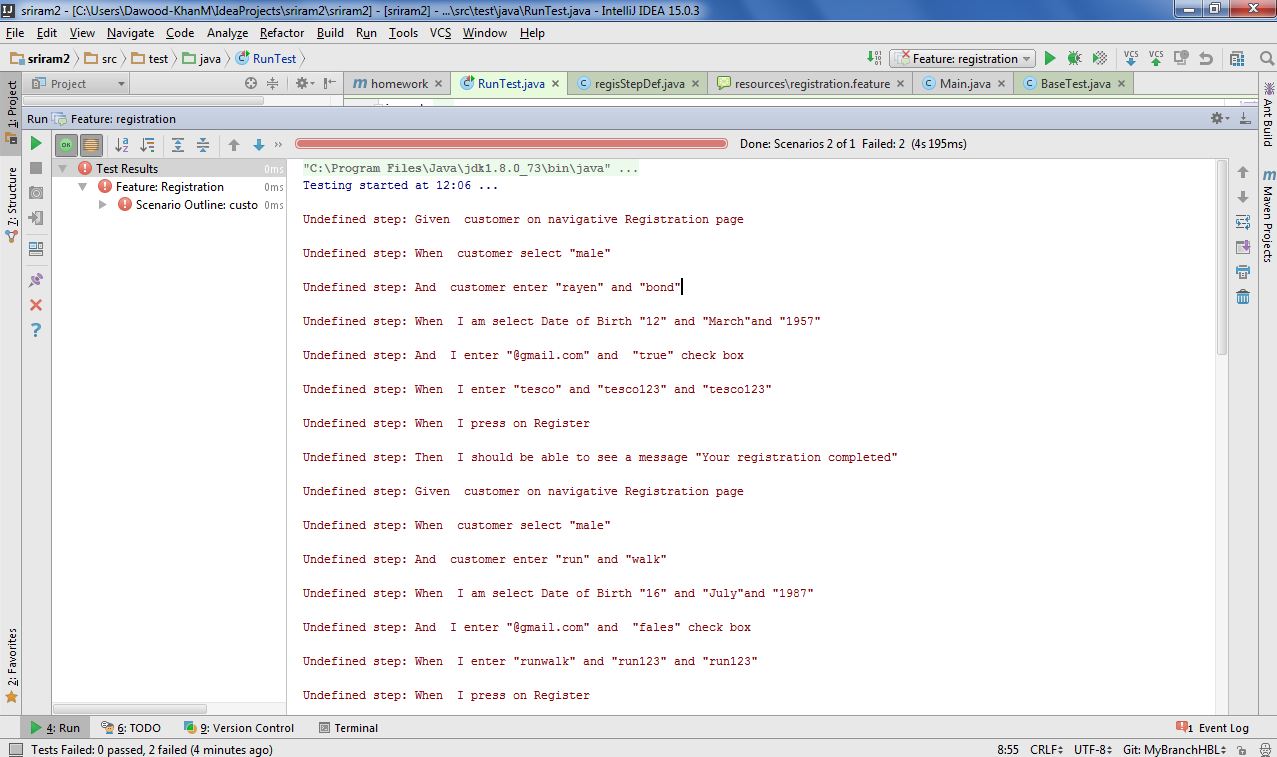 sriram2 - [C:\Users\Dawood-KhanM\IdeaProjects\sriram2\sriram2] - [sriram2] - ...\src\test\java\RunTest.java - IntelliJ IDEA 15.0.3
File Edit View Navigate Code Analyze Refactor Build Run Tools VCS Window Help
sriram2 src test java RunTest Feature: registration VCS VCS
1: Project
Project
homework RunTest.java regisStepDef.java resources\registration.feature Main.java BaseTest.java
Ant Build
Run Feature: registration
Done: Scenarios 2 of 1 Failed: 2 (4s 195ms)
Test Results 0ms
Feature: Registration 0ms
Scenario Outline: custo 0ms
7: Structure
Maven Projects
2: Favorites
"C:\Program Files\Java\jdk1.8.0_73\bin\java" ...
Testing started at 12:06 ...
Undefined step: Given  customer on navigative Registration page
Undefined step: When  customer select "male"
Undefined step: And  customer enter "rayen" and "bond"
Undefined step: When  I am select Date of Birth "12" and "March"and "1957"
Undefined step: And  I enter "@gmail.com" and  "true" check box
Undefined step: When  I enter "tesco" and "tesco123" and "tesco123"
Undefined step: When  I press on Register
Undefined step: Then  I should be able to see a message "Your registration completed"
Undefined step: Given  customer on navigative Registration page
Undefined step: When  customer select "male"
Undefined step: And  customer enter "run" and "walk"
Undefined step: When  I am select Date of Birth "16" and "July"and "1987"
Undefined step: And  I enter "@gmail.com" and  "fales" check box
Undefined step: When  I enter "runwalk" and "run123" and "run123"
Undefined step: When  I press on Register
4: Run 6: TODO 9: Version Control Terminal 1 Event Log
Tests Failed: 0 passed, 2 failed (4 minutes ago) 8:55 CRLF UTF-8 Git: MyBranchHBL